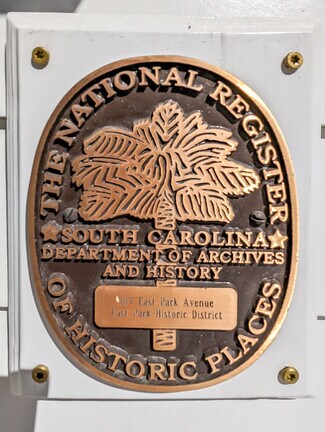 THE NATIONAL REGISTER
SOUTH CAROLINA
DEPARTMENT OF ARCHIVES
AND HISTORY
East Park Avenue
East Park Historic District
OF HISTORIC PLACES